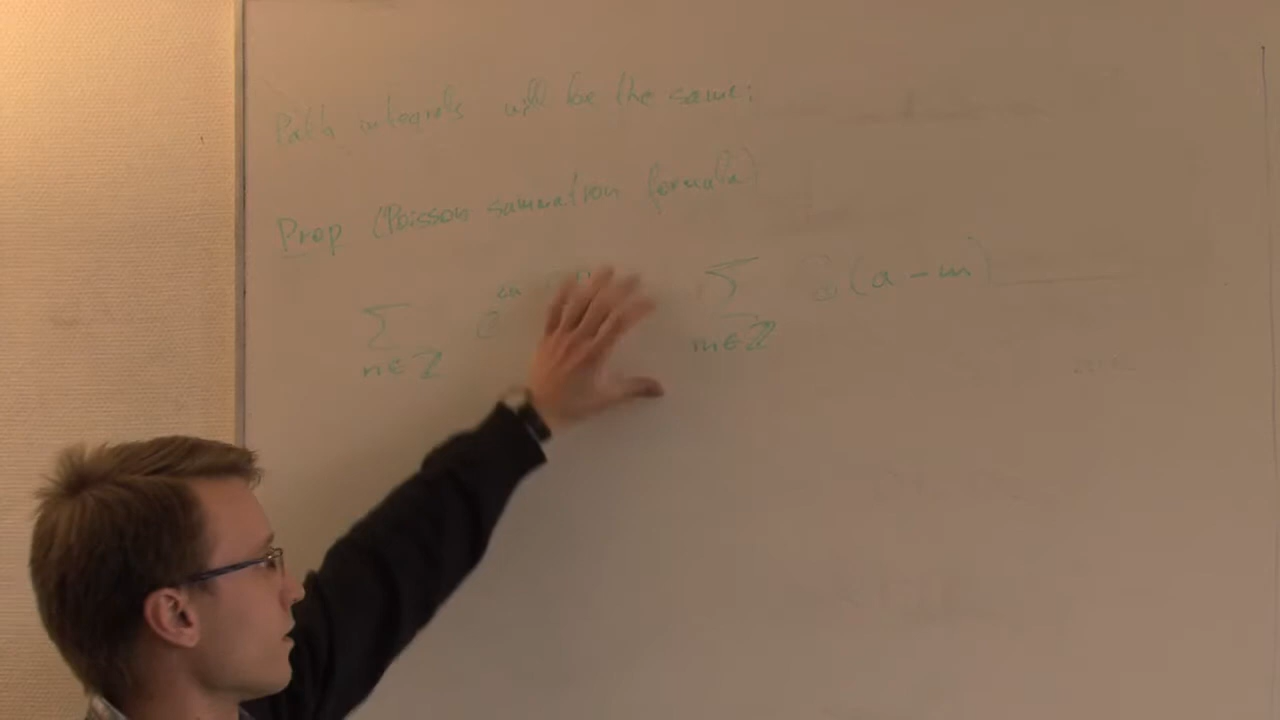 Path integrals will be the same:
Prop (Poisson summation formula)
∑ e ∑ (a - m)
n∈ℤ m∈ℤ